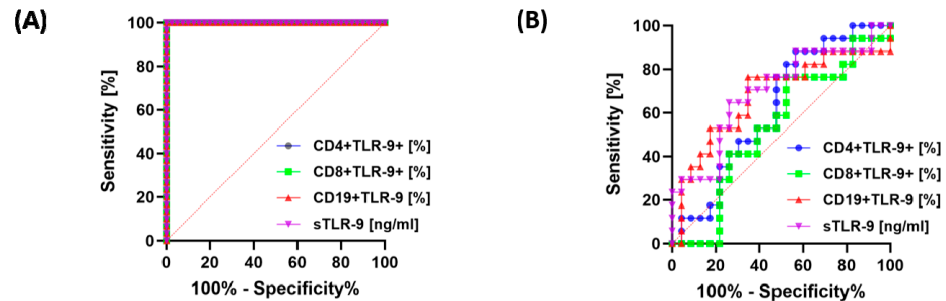 (A)
Sensitivity [%]
100
80
60
40
20
0
0 20 40 60 80 100
100% - Specificity%
CD4+TLR-9+ [%]
CD8+TLR-9+ [%]
CD19+TLR-9 [%]
sTLR-9 [ng/ml]
(B)
Sensitivity [%]
100
80
60
40
20
0
0 20 40 60 80 100
100% - Specificity%
CD4+TLR-9+ [%]
CD8+TLR-9+ [%]
CD19+TLR-9 [%]
sTLR-9 [ng/ml]